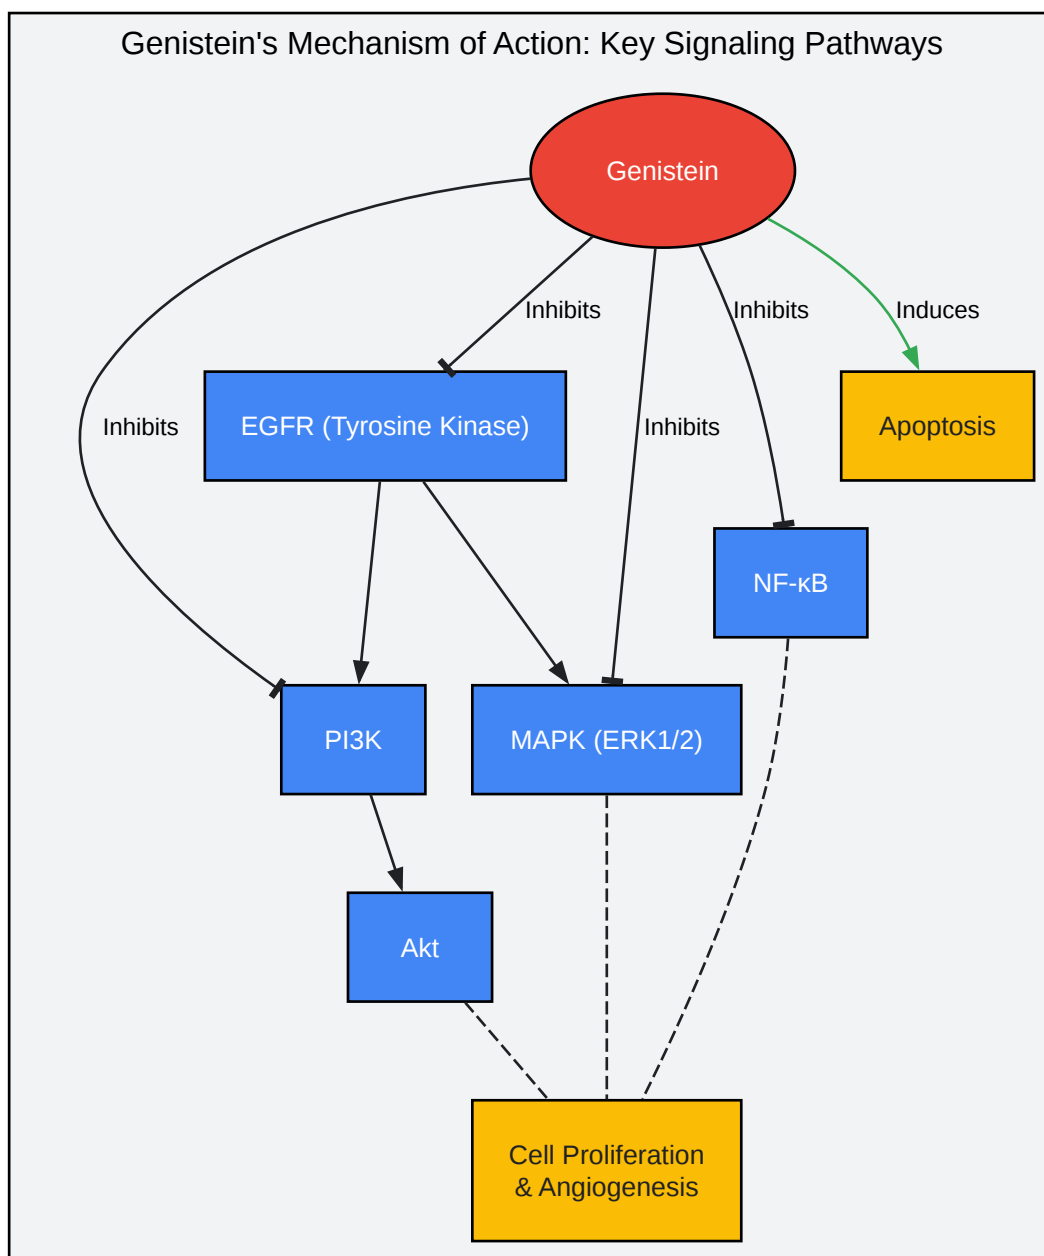 Genistein's Mechanism of Action: Key Signaling Pathways
Genistein
Inhibits
Inhibits
Induces
Inhibits
EGFR (Tyrosine Kinase)
Inhibits
Apoptosis
NF-κB
PI3K
MAPK (ERK1/2)
Akt
Cell Proliferation
& Angiogenesis